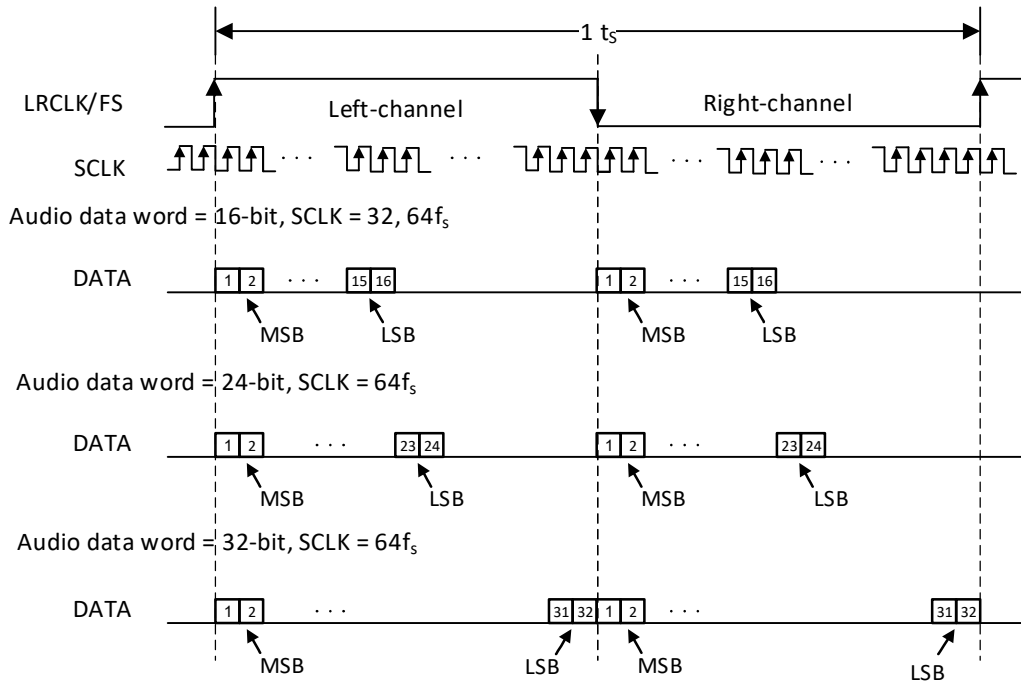 1 tS
LRCLK/FS
Left-channel
Right-channel
SCLK
. . .
. . .
. . .
. . .
Audio data word = 16-bit, SCLK = 32, 64fs
DATA
1 2 . . . 15 16
1 2 . . . 15 16
MSB
LSB
MSB
LSB
Audio data word = 24-bit, SCLK = 64fs
DATA
1 2 . . . 23 24
1 2 . . . 23 24
MSB
LSB
MSB
LSB
Audio data word = 32-bit, SCLK = 64fs
DATA
1 2 . . . 31 32
1 2 . . . 31 32
MSB
LSB
MSB
LSB